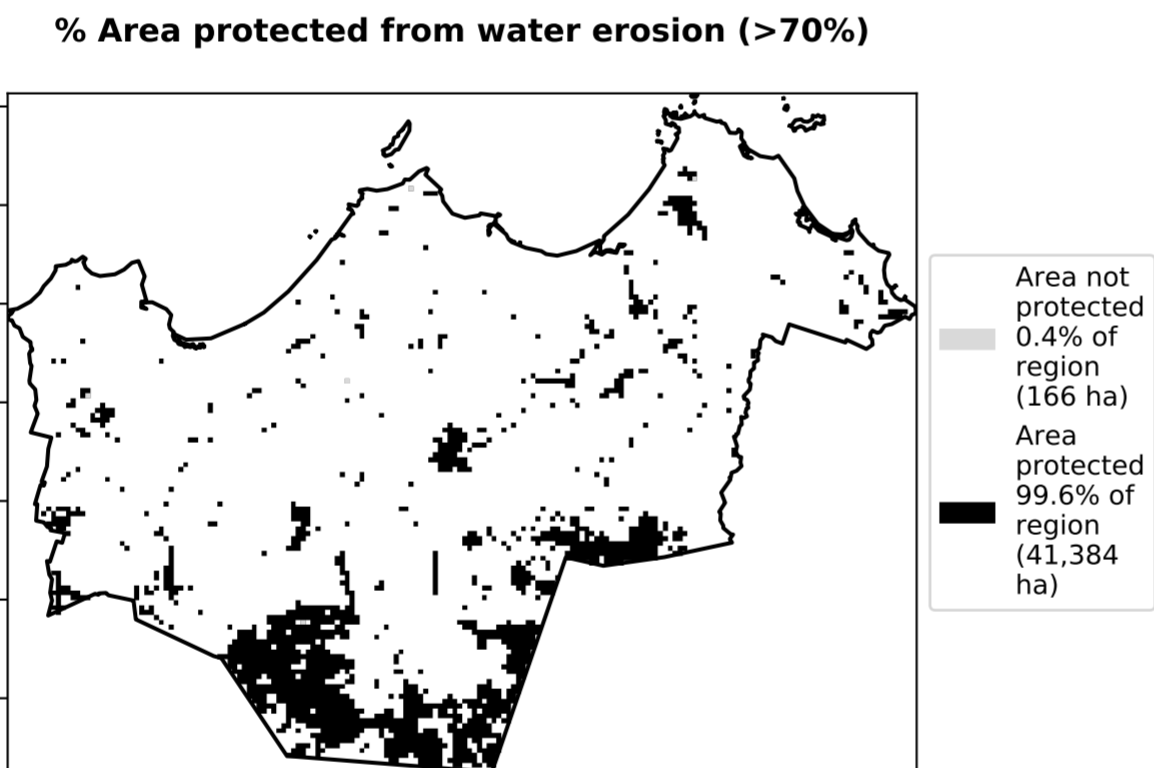 % Area protected from water erosion (>70%)
Area not
protected
0.4% of
region
(166 ha)
Area
protected
99.6% of
region
(41,384
ha)